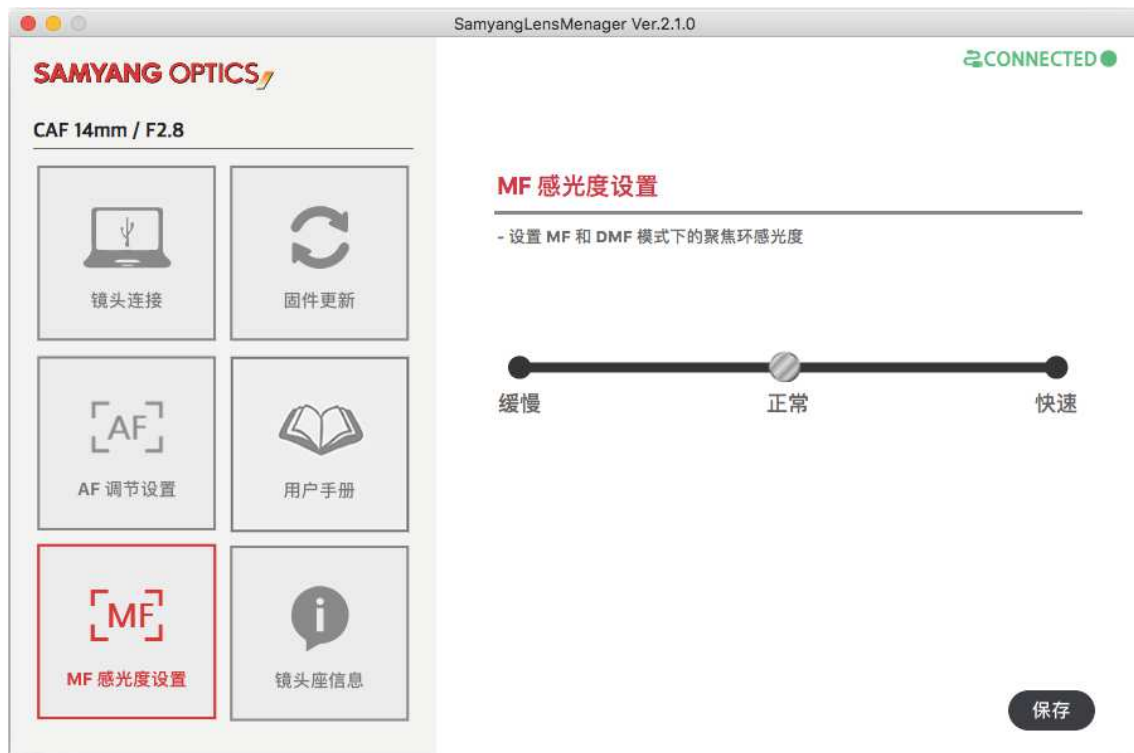 SamyangLensMenager Ver.2.1.0
SAMYANG OPTICS
CAF 14mm / F2.8
镜头连接
固件更新
AF
AF 调节设置
用户手册
MF
MF 感光度设置
i
镜头座信息
CONNECTED
MF 感光度设置
- 设置 MF 和 DMF 模式下的聚焦环感光度
缓慢
正常
快速
保存